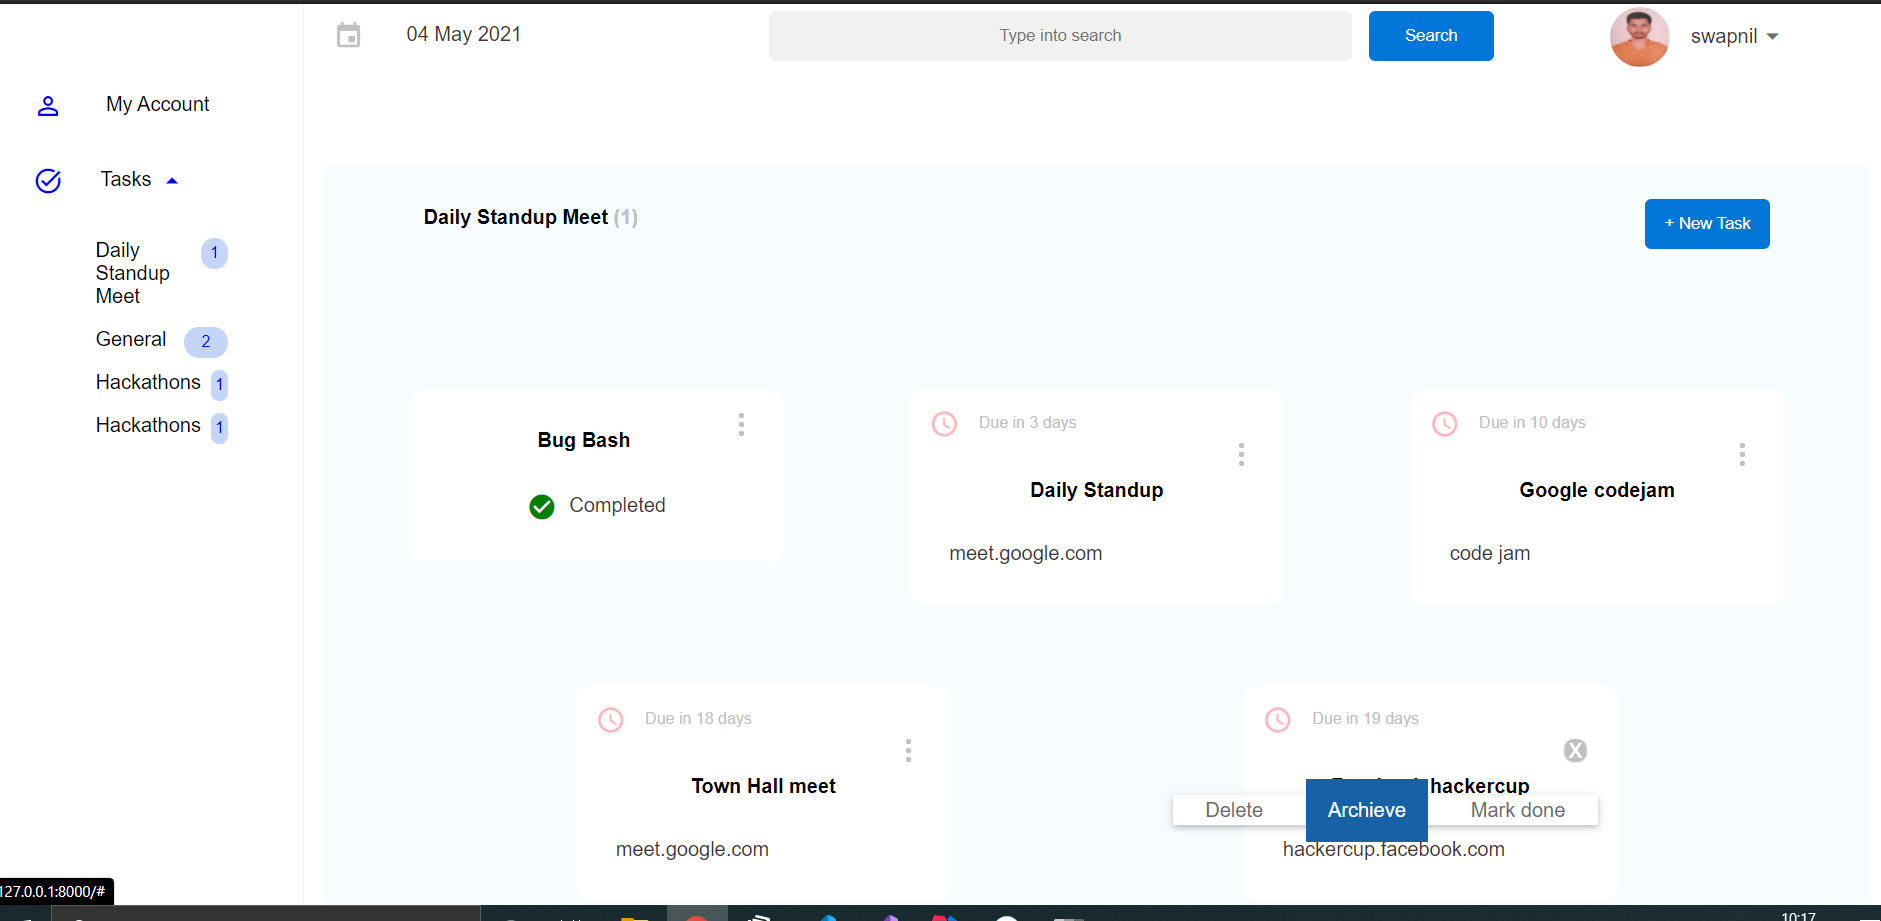 04 May 2021
Type into search
Search
swapnil
My Account
Tasks
Daily Standup Meet (1)
+ New Task
Daily
Standup
Meet
1
General
2
Hackathons
1
Hackathons
1
Bug Bash
Completed
Due in 3 days
Daily Standup
meet.google.com
Due in 10 days
Google codejam
code jam
Due in 18 days
Town Hall meet
meet.google.com
Due in 19 days
X
hackercup
Delete
Archieve
Mark done
hackercup.facebook.com
127.0.0.1:8000/#
10:17